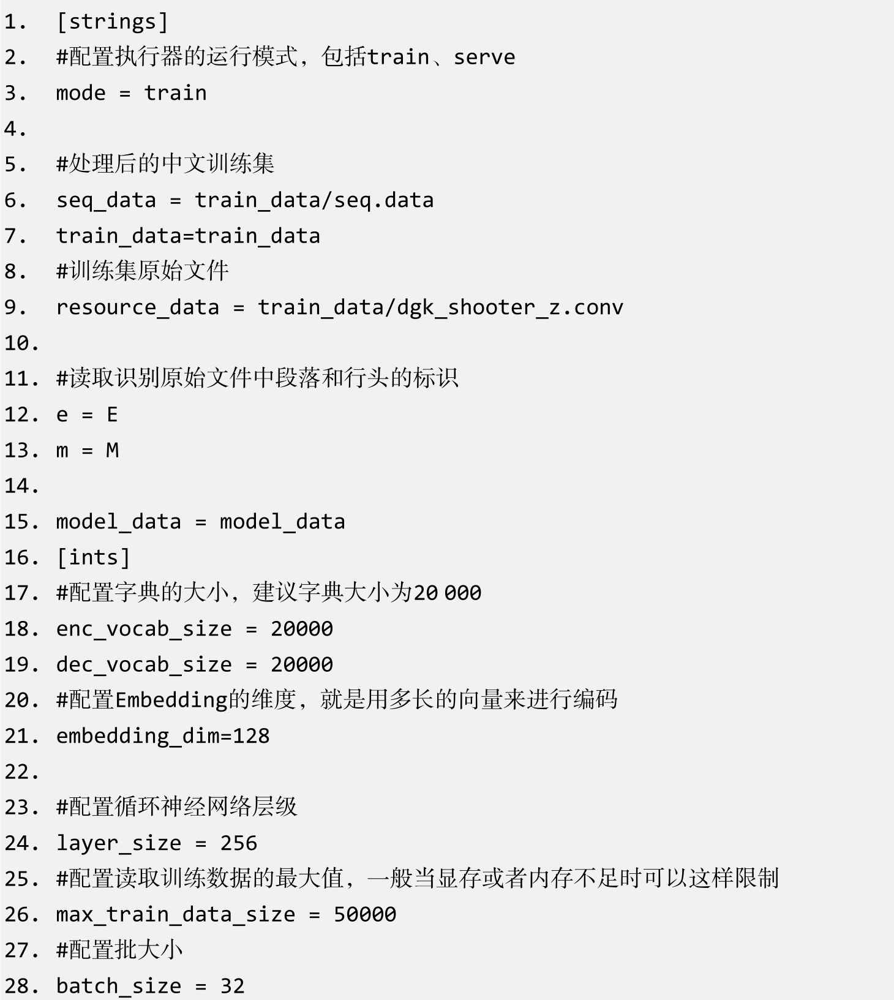 1. [strings]
2. #配置执行器的运行模式，包括train、serve
3. mode = train
4.
5. #处理后的中文训练集
6. seq_data = train_data/seq.data
7. train_data=train_data
8. #训练集原始文件
9. resource_data = train_data/dgk_shooter_z.conv
10.
11. #读取识别原始文件中段落和行头的标识
12. e = E
13. m = M
14.
15. model_data = model_data
16. [ints]
17. #配置字典的大小，建议字典大小为20 000
18. enc_vocab_size = 20000
19. dec_vocab_size = 20000
20. #配置Embedding的维度，就是用多长的向量来进行编码
21. embedding_dim=128
22.
23. #配置循环神经网络层级
24. layer_size = 256
25. #配置读取训练数据的最大值，一般当显存或者内存不足时可以这样限制
26. max_train_data_size = 50000
27. #配置批大小
28. batch_size = 32